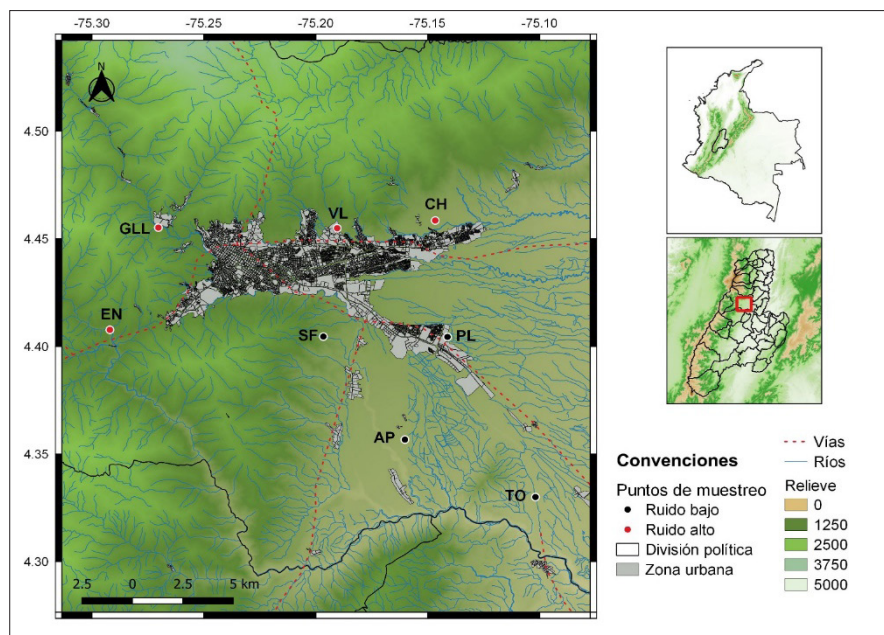 -75.30 -75.25 -75.20 -75.15 -75.10
N
4.50
4.45
4.40
4.35
4.30
GLL
VL
CH
EN
SF
PL
AP
TO
2.5 0 2.5 5 km
Convenciones
Puntos de muestreo
Ruido bajo
Ruido alto
División política
Zona urbana
Vías
Ríos
Relieve
0
1250
2500
3750
5000